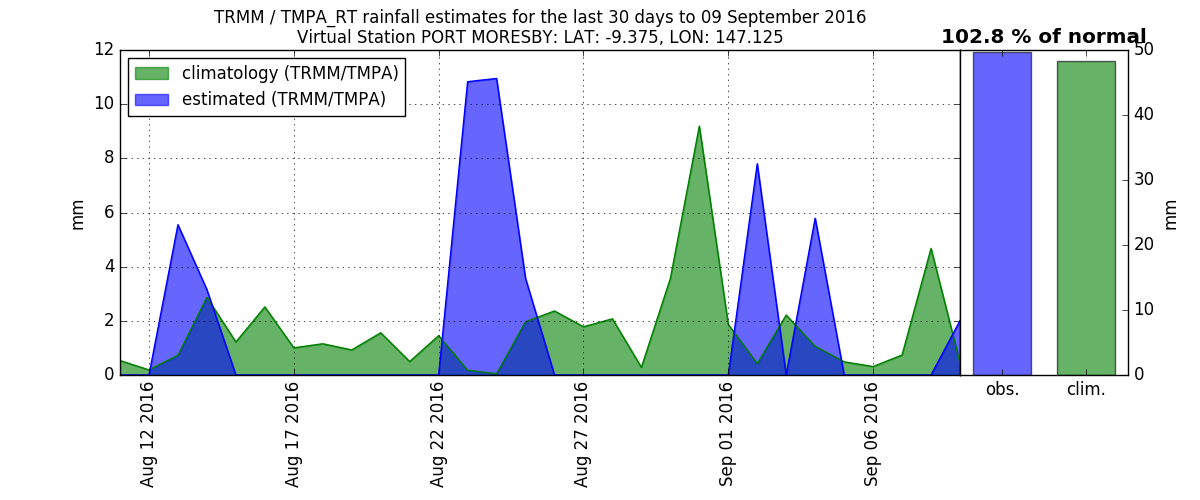 TRMM / TMPA_RT rainfall estimates for the last 30 days to 09 September 2016
Virtual Station PORT MORESBY: LAT: -9.375, LON: 147.125
102.8 % of normal
climatology (TRMM/TMPA)
estimated (TRMM/TMPA)
mm
12
10
8
6
4
2
0
Aug 12 2016
Aug 17 2016
Aug 22 2016
Aug 27 2016
Sep 01 2016
Sep 06 2016
obs.
clim.
50
40
30
20
10
0
mm